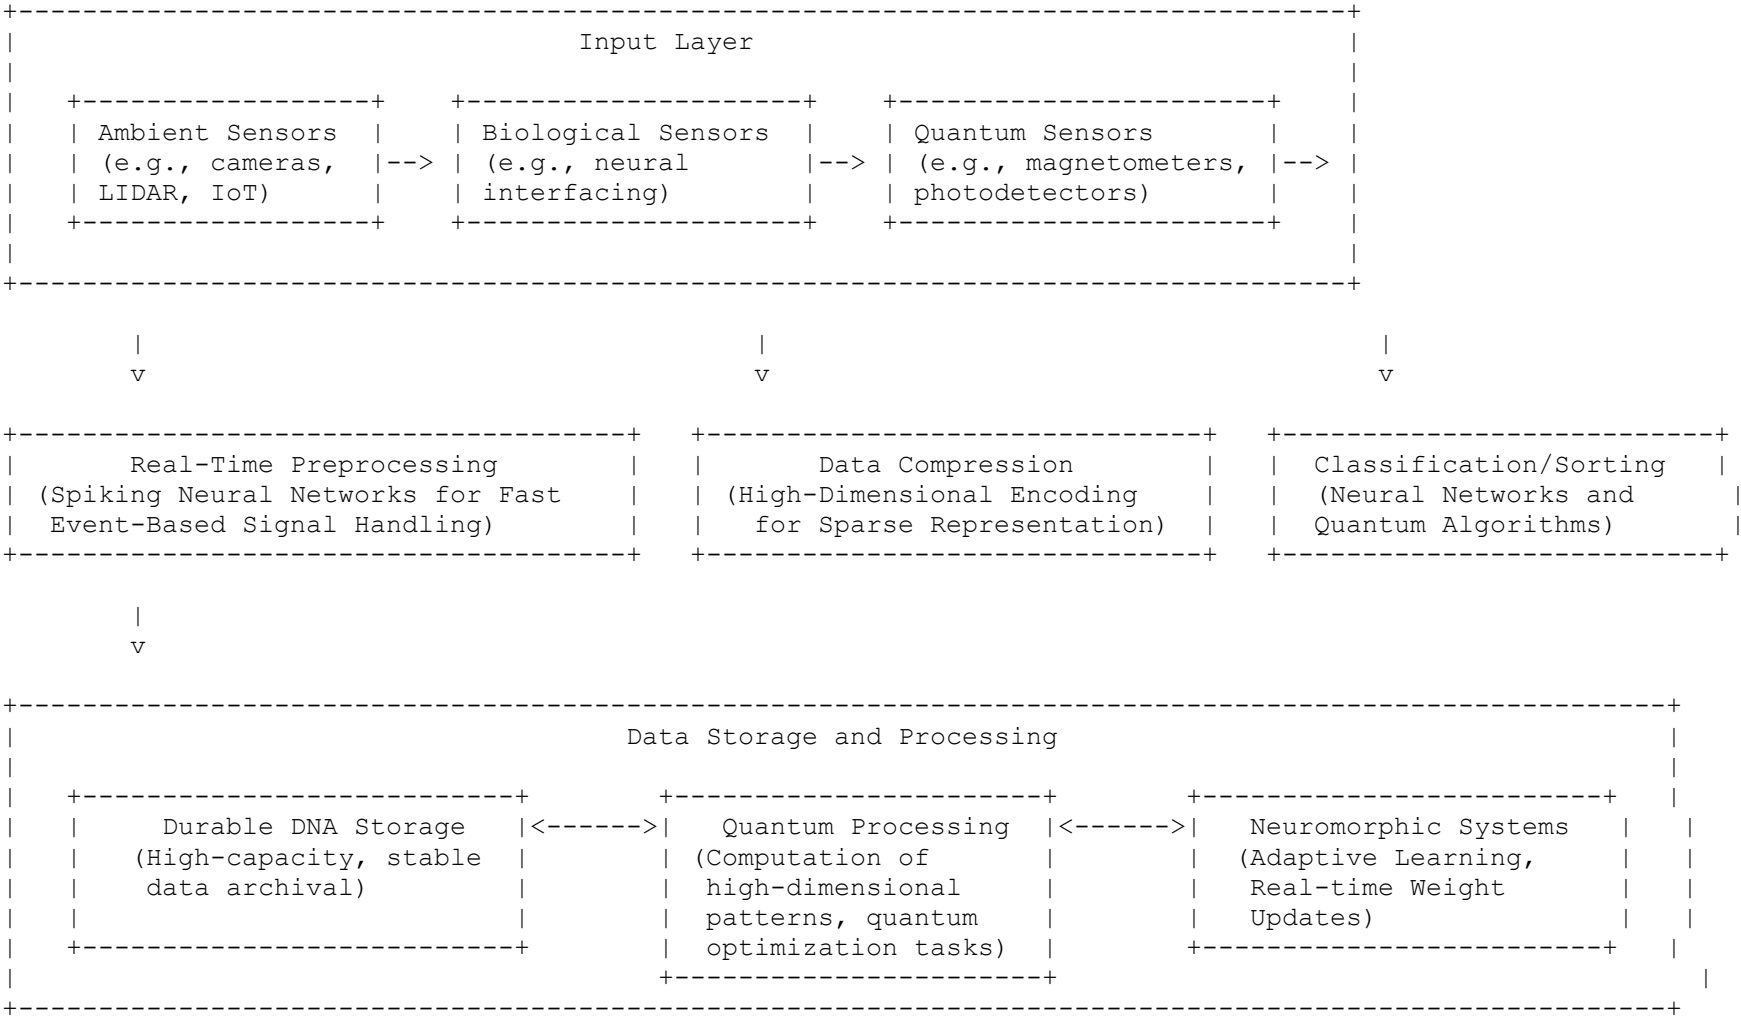 Input Layer
Ambient Sensors
(e.g., cameras,
LIDAR, IoT)
Biological Sensors
(e.g., neural
interfacing)
Quantum Sensors
(e.g., magnetometers,
photodetectors)
Real-Time Preprocessing
(Spiking Neural Networks for Fast
Event-Based Signal Handling)
Data Compression
(High-Dimensional Encoding
for Sparse Representation)
Classification/Sorting
(Neural Networks and
Quantum Algorithms)
Data Storage and Processing
Durable DNA Storage
(High-capacity, stable
data archival)
Quantum Processing
(Computation of
high-dimensional
patterns, quantum
optimization tasks)
Neuromorphic Systems
(Adaptive Learning,
Real-time Weight
Updates)